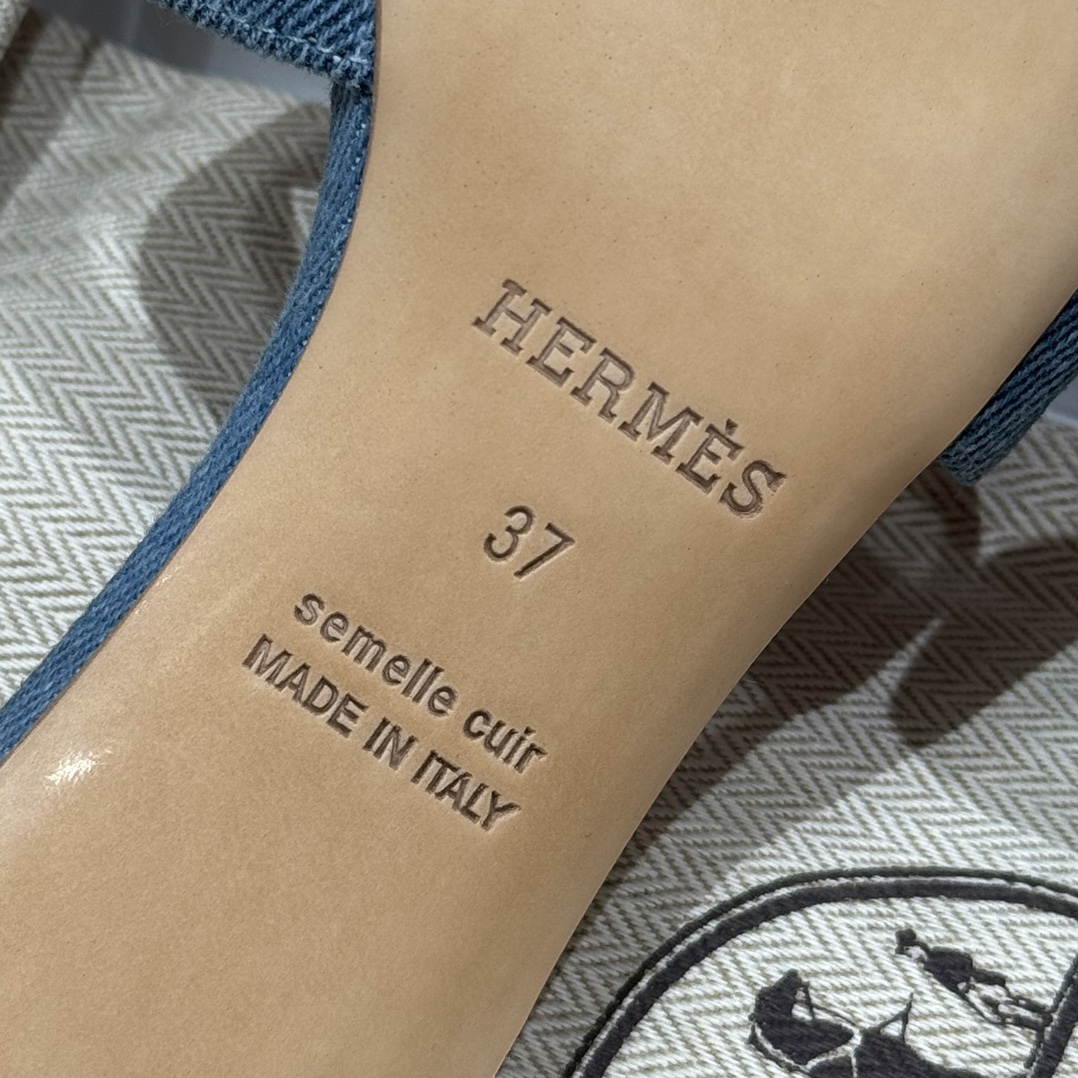 HERMÈS
37
semelle cuir
MADE IN ITALY